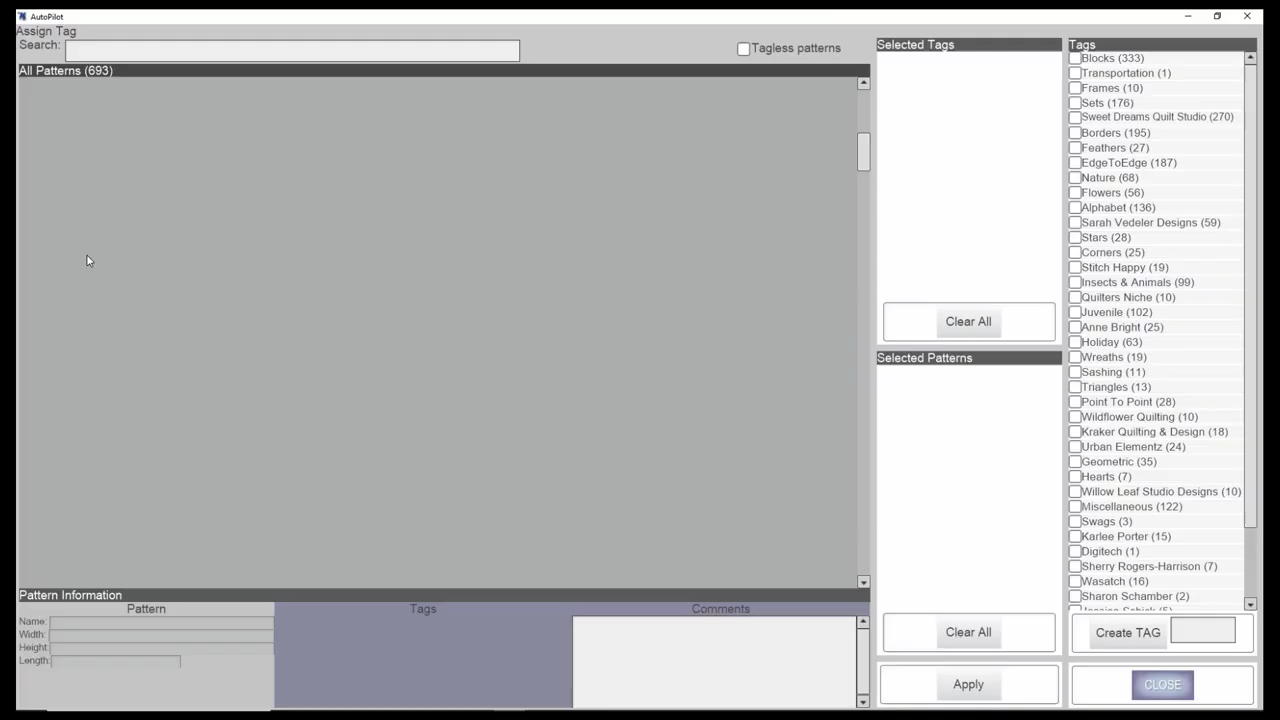 AutoPilot
Assign Tag
Search:
Tagless patterns
All Patterns (693)
Selected Tags
Clear All
Selected Patterns
Clear All
Apply
Tags
Blocks (333)
Transportation (1)
Frames (10)
Sets (176)
Sweet Dreams Quilt Studio (270)
Borders (195)
Feathers (27)
EdgeToEdge (187)
Nature (68)
Flowers (56)
Alphabet (136)
Sarah Vedeler Designs (59)
Stars (28)
Corners (25)
Stitch Happy (19)
Insects & Animals (99)
Quilters Niche (10)
Juvenile (102)
Anne Bright (25)
Holiday (63)
Wreaths (19)
Sashing (11)
Triangles (13)
Point To Point (28)
Wildflower Quilting (10)
Kraker Quilting & Design (18)
Urban Elementz (24)
Geometric (35)
Hearts (7)
Willow Leaf Studio Designs (10)
Miscellaneous (122)
Swags (3)
Karlee Porter (15)
Digitech (1)
Sherry Rogers-Harrison (7)
Wasatch (16)
Sharon Schamber (2)
Create TAG
CLOSE
Pattern Information
Pattern
Name:
Width:
Height:
Length:
Tags
Comments